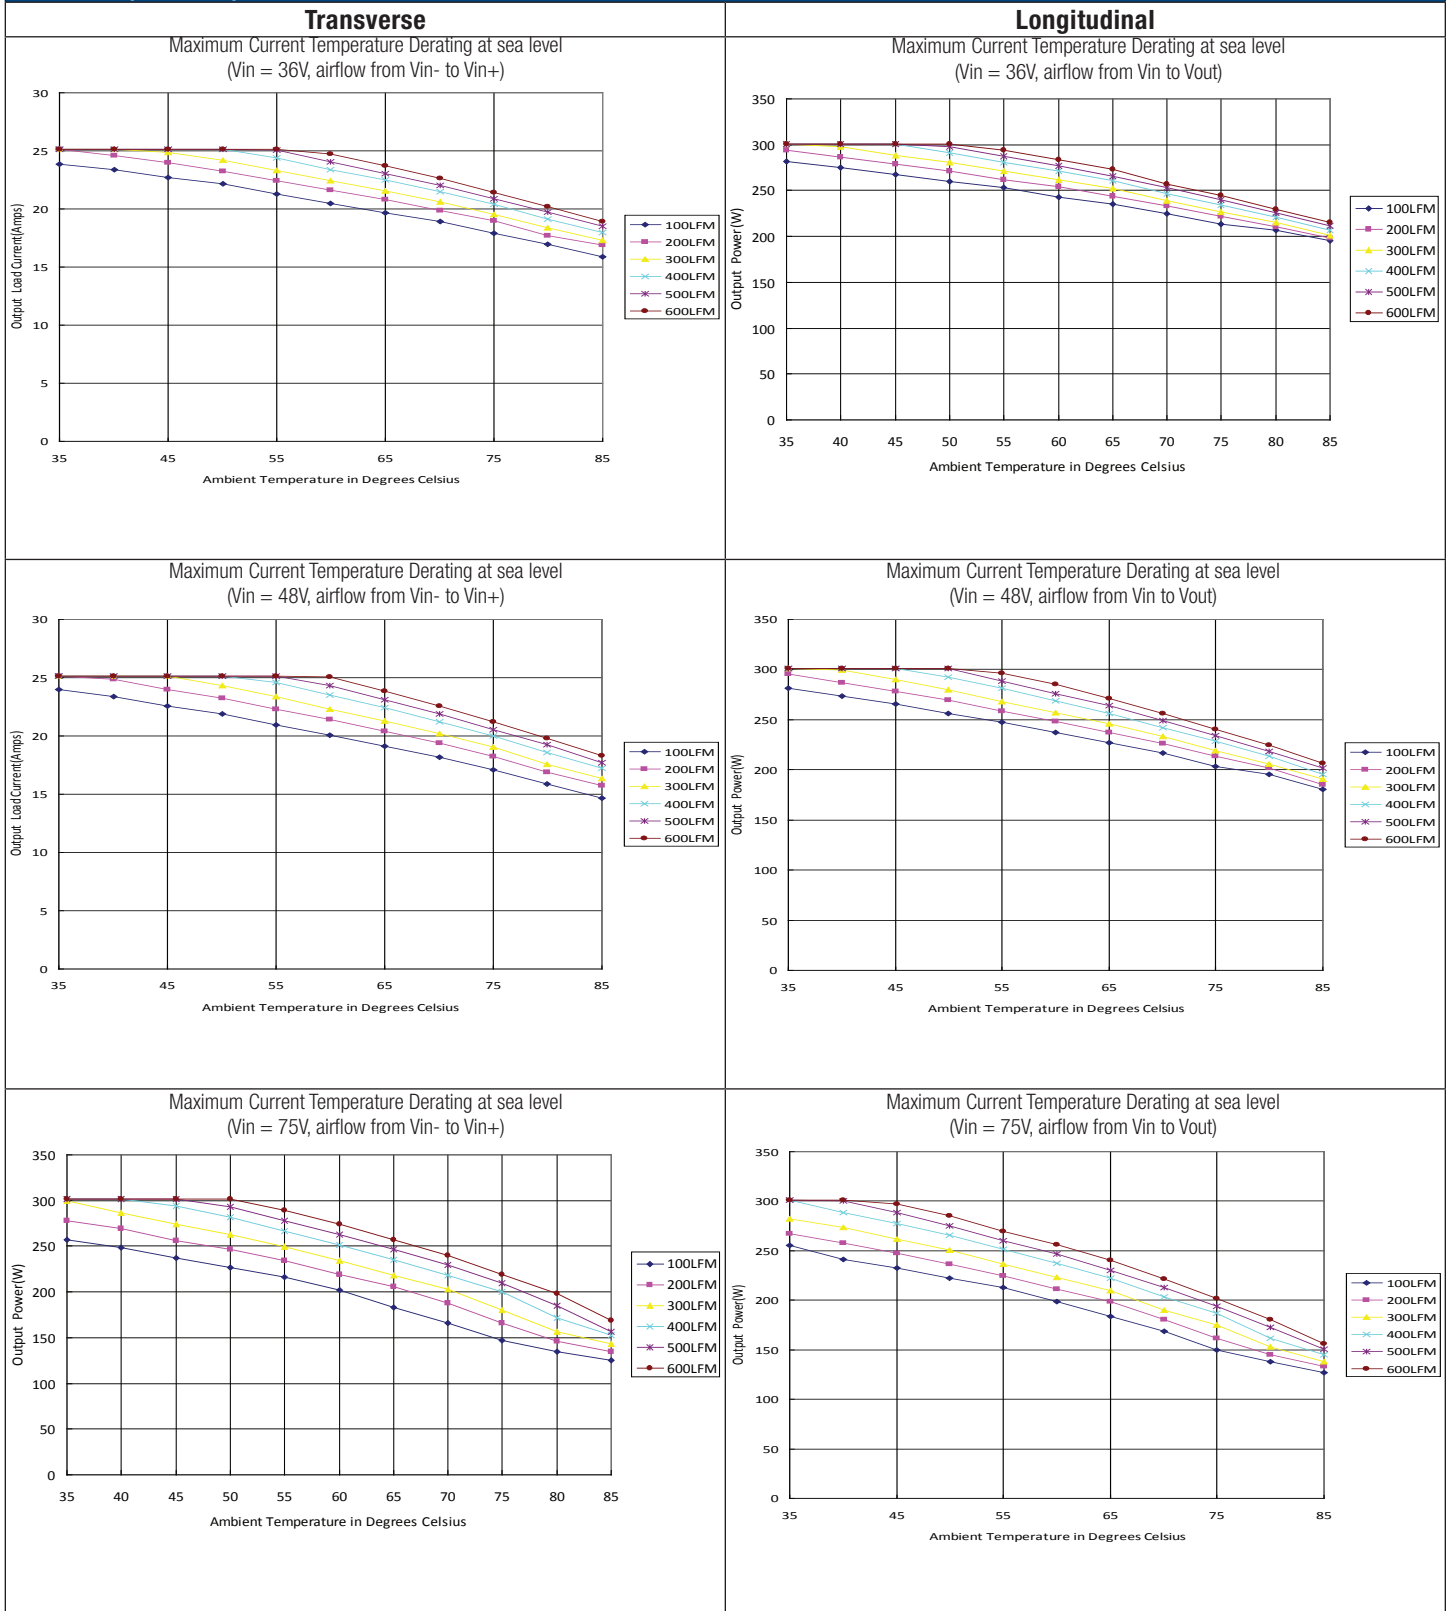 Transverse
Longitudinal
Maximum Current Temperature Derating at sea level
(Vin = 36V, airflow from Vin- to Vin+)
30
25
20
15
10
5
0
35
45
55
65
75
85
Output Load Current(Amps)
Ambient Temperature in Degrees Celsius
100LFM
200LFM
300LFM
400LFM
500LFM
600LFM
Maximum Current Temperature Derating at sea level
(Vin = 36V, airflow from Vin to Vout)
350
300
250
200
150
100
50
0
35
40
45
50
55
60
65
70
75
80
85
Output Power(W)
Ambient Temperature in Degrees Celsius
100LFM
200LFM
300LFM
400LFM
500LFM
600LFM
Maximum Current Temperature Derating at sea level
(Vin = 48V, airflow from Vin- to Vin+)
30
25
20
15
10
5
0
35
45
55
65
75
85
Output Load Current(Amps)
Ambient Temperature in Degrees Celsius
100LFM
200LFM
300LFM
400LFM
500LFM
600LFM
Maximum Current Temperature Derating at sea level
(Vin = 48V, airflow from Vin to Vout)
350
300
250
200
150
100
50
0
35
45
55
65
75
85
Output Power(W)
Ambient Temperature in Degrees Celsius
100LFM
200LFM
300LFM
400LFM
500LFM
600LFM
Maximum Current Temperature Derating at sea level
(Vin = 75V, airflow from Vin- to Vin+)
350
300
250
200
150
100
50
0
35
40
45
50
55
60
65
70
75
80
85
Output Power(W)
Ambient Temperature in Degrees Celsius
100LFM
200LFM
300LFM
400LFM
500LFM
600LFM
Maximum Current Temperature Derating at sea level
(Vin = 75V, airflow from Vin to Vout)
350
300
250
200
150
100
50
0
35
45
55
65
75
85
Output Power(W)
Ambient Temperature in Degrees Celsius
100LFM
200LFM
300LFM
400LFM
500LFM
600LFM